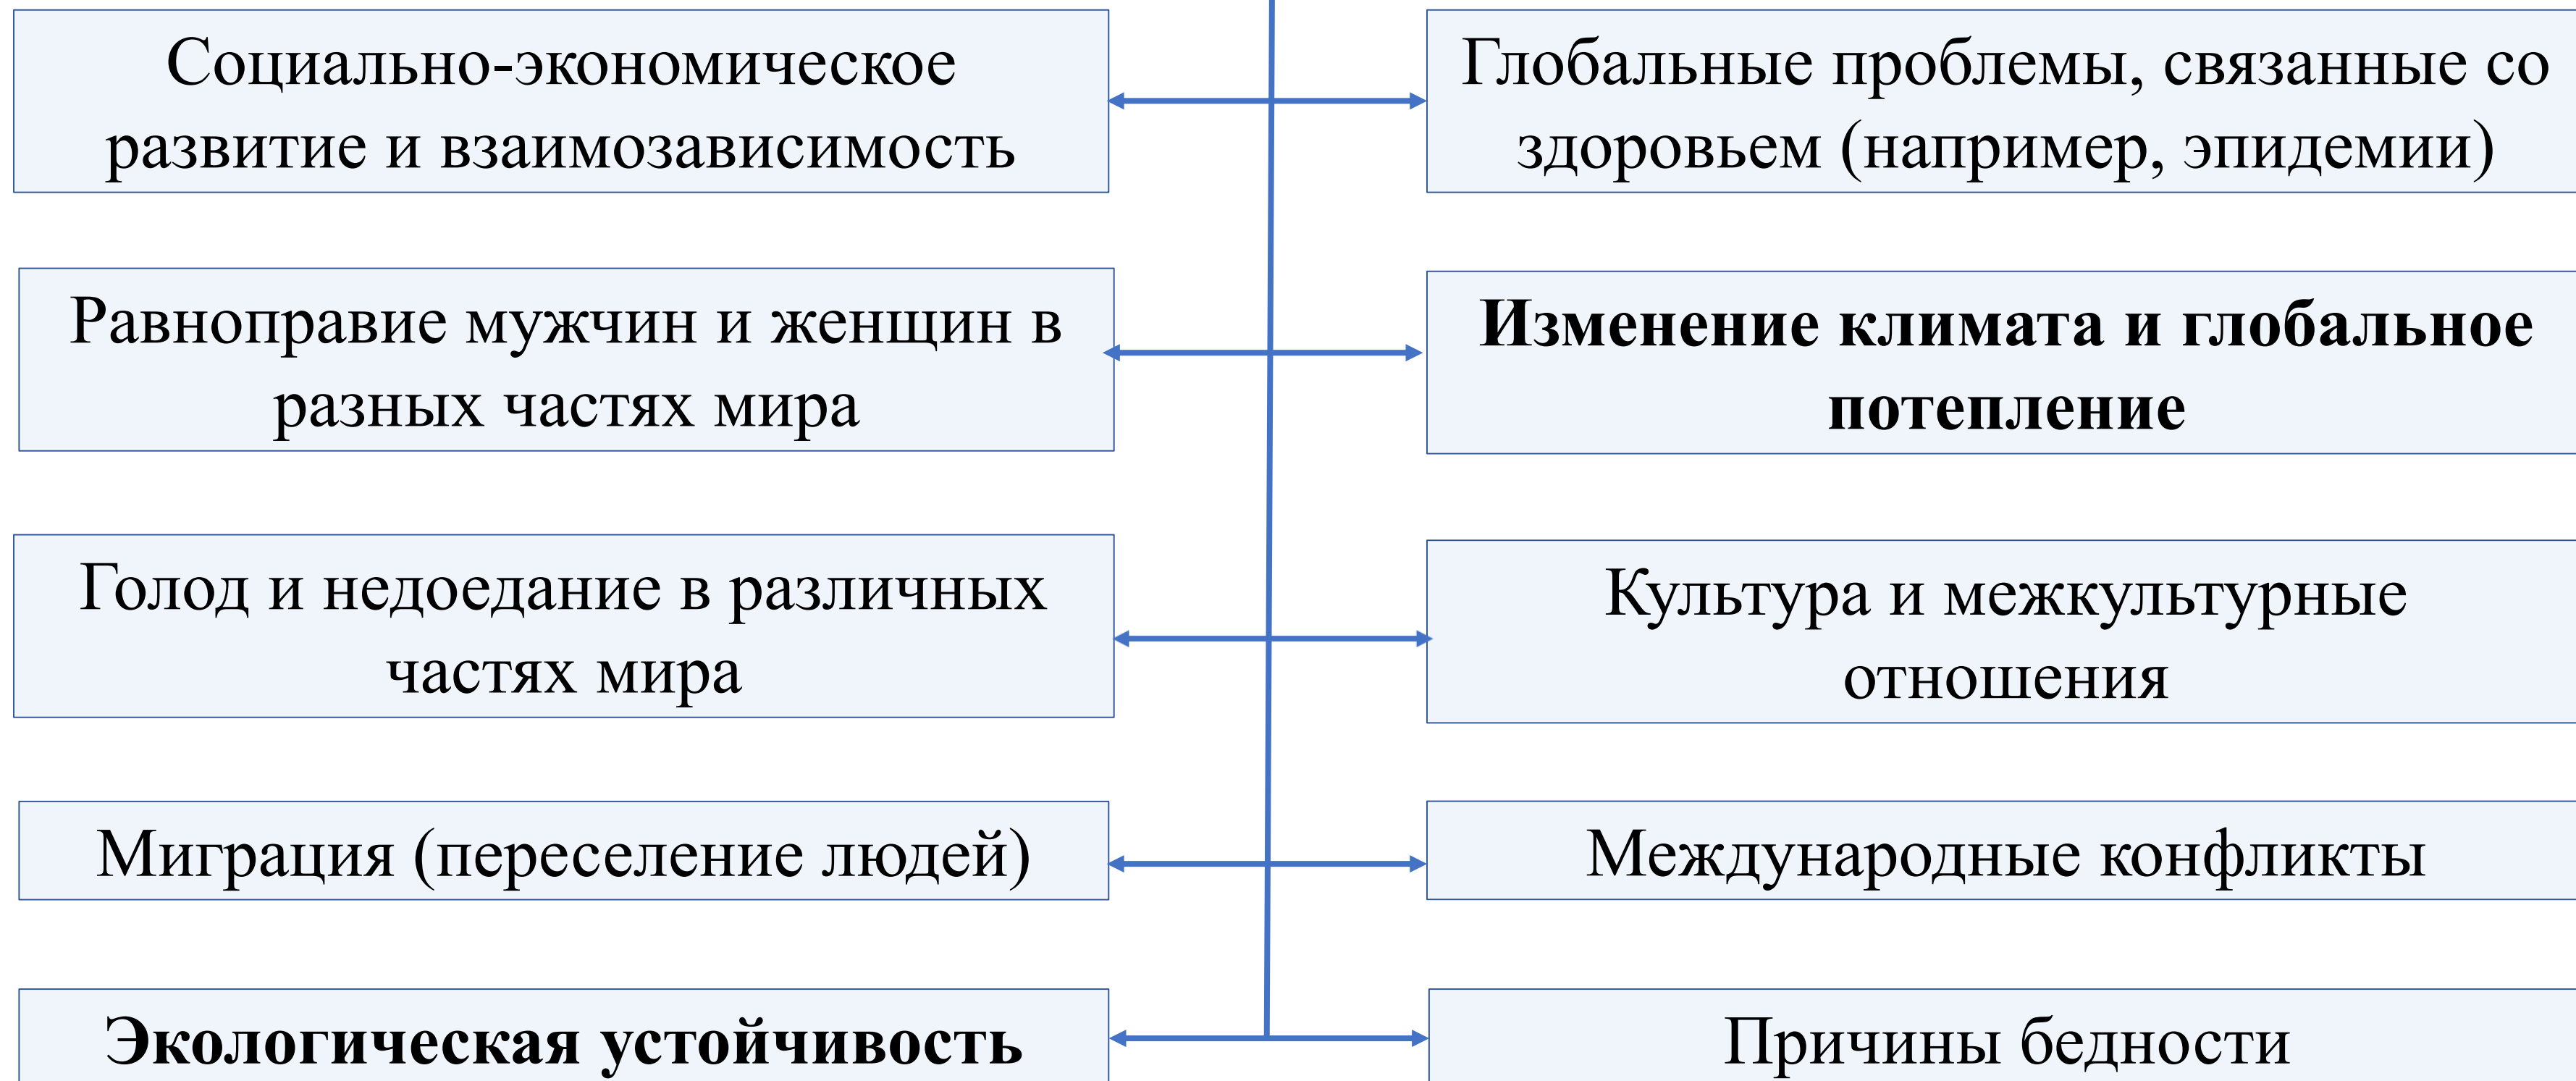 Социально-экономическое
развитие и взаимозависимость
Глобальные проблемы, связанные со
здоровьем (например, эпидемии)
Равноправие мужчин и женщин в
разных частях мира
Изменение климата и глобальное
потепление
Голод и недоедание в различных
частях мира
Культура и межкультурные
отношения
Миграция (переселение людей)
Международные конфликты
Экологическая устойчивость
Причины бедности